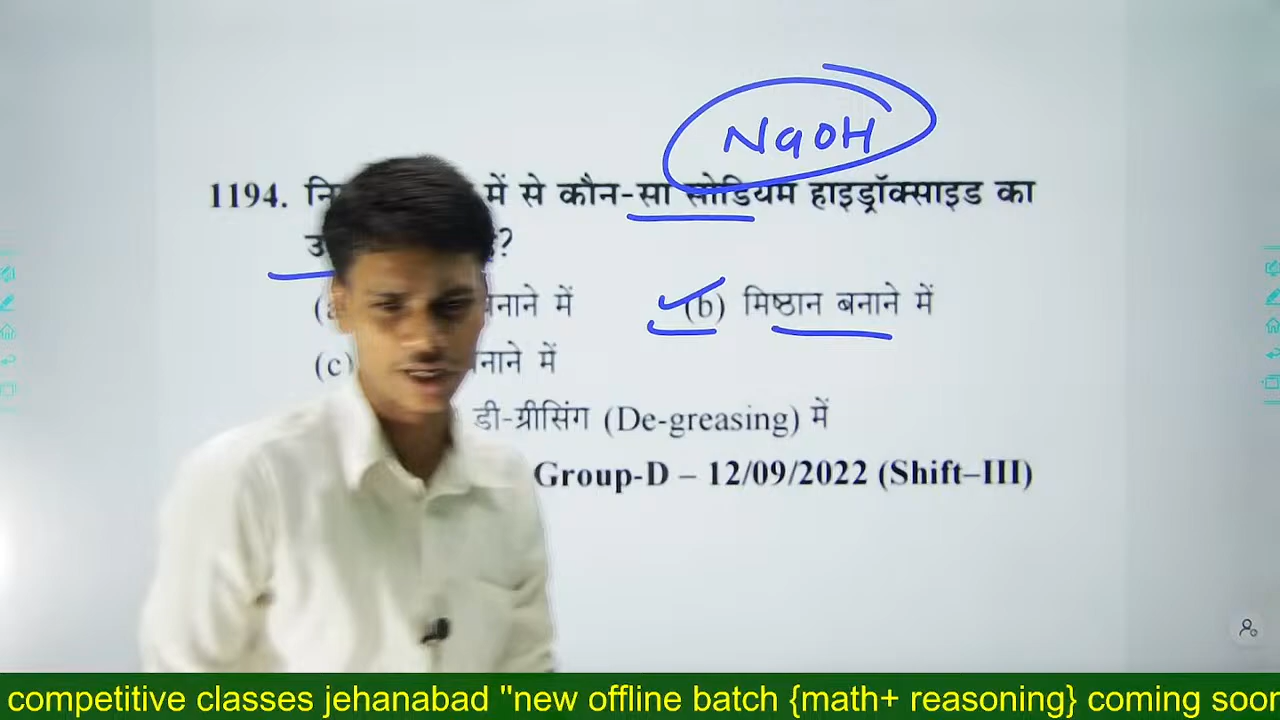 NaOH
1194. में से कौन-सा सोडियम हाइड्रॉक्साइड का
?
बनाने में (b) मिष्ठान बनाने में
(c) बनाने में
डी-ग्रीसिंग (De-greasing) में
Group-D – 12/09/2022 (Shift–III)
competitive classes jehanabad "new offline batch {math+ reasoning} coming soon